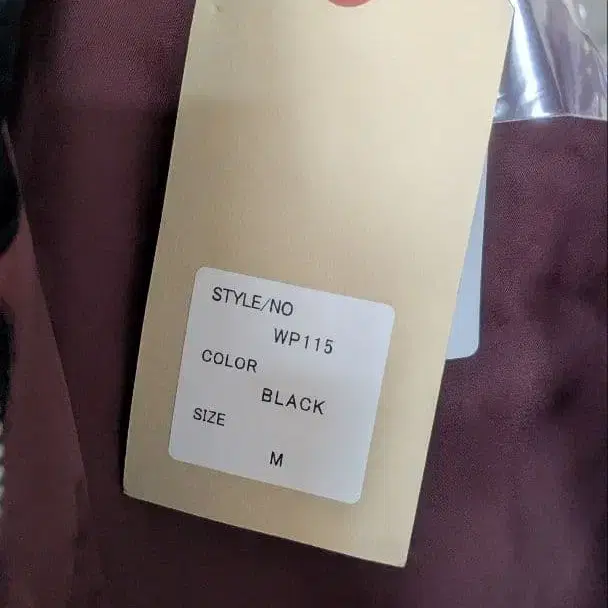 STYLE/NO
WP115
COLOR
BLACK
SIZE
M